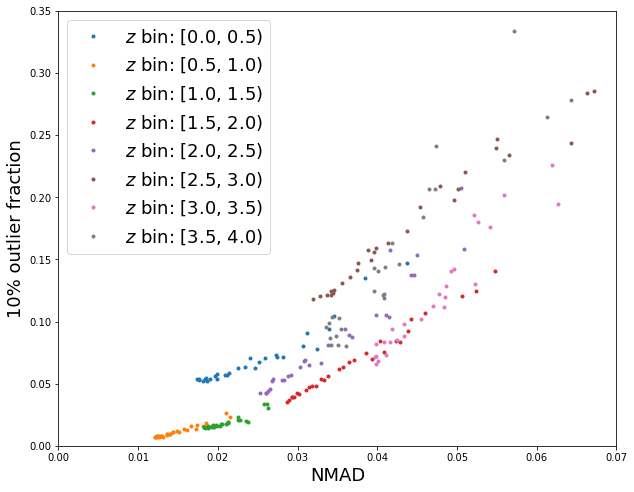 0.35
0.30
0.25
0.20
0.15
0.10
0.05
0.00
10% outlier fraction
z bin: [0.0, 0.5)
z bin: [0.5, 1.0)
z bin: [1.0, 1.5)
z bin: [1.5, 2.0)
z bin: [2.0, 2.5)
z bin: [2.5, 3.0)
z bin: [3.0, 3.5)
z bin: [3.5, 4.0)
0.00 0.01 0.02 0.03 0.04 0.05 0.06 0.07
NMAD